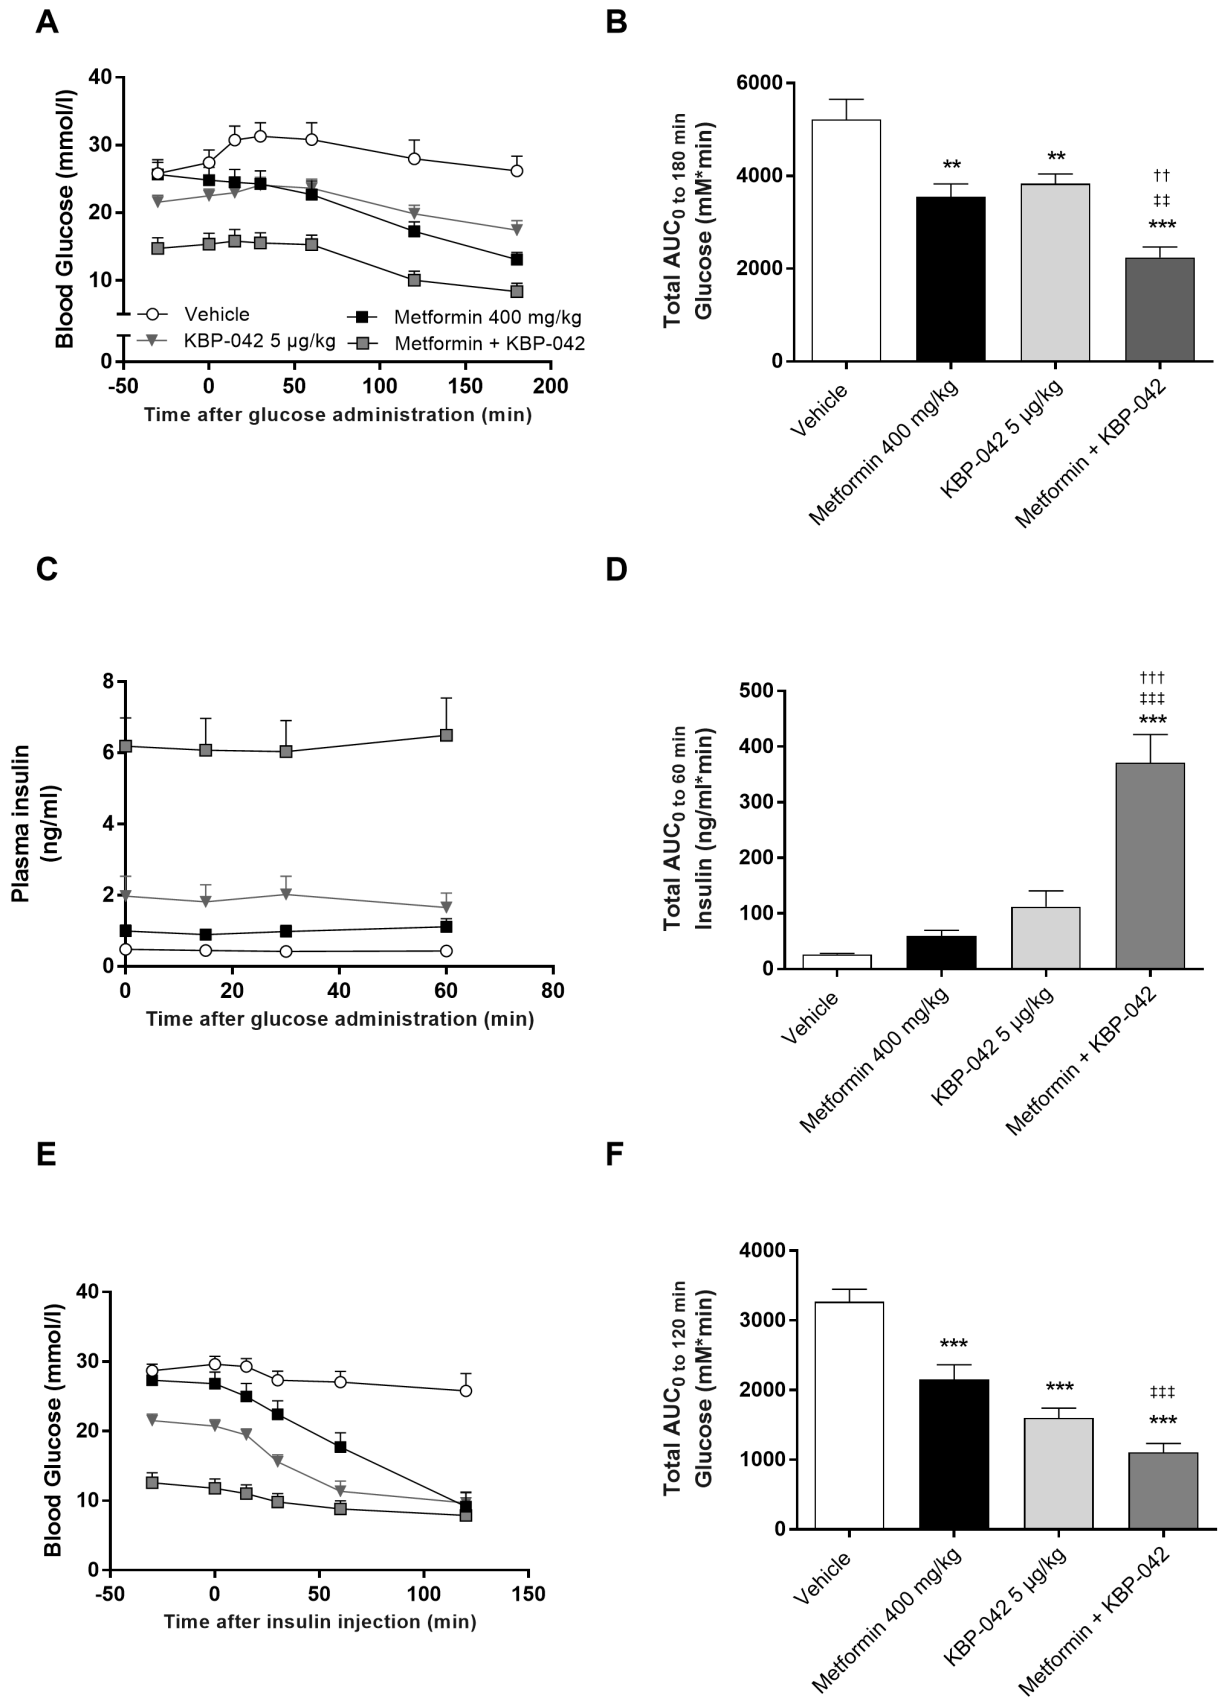 A
Blood Glucose (mmol/l)
40
30
20
10
0
Vehicle
KBP-042 5 µg/kg
Metformin 400 mg/kg
Metformin + KBP-042
-50 0 50 100 150 200
Time after glucose administration (min)
B
Total AUC0 to 180 min
Glucose (mM*min)
6000
4000
2000
0
**
**
††
‡‡
***
Vehicle
Metformin 400 mg/kg
KBP-042 5 µg/kg
Metformin + KBP-042
C
Plasma insulin
(ng/ml)
8
6
4
2
0
0 20 40 60 80
Time after glucose administration (min)
D
Total AUC0 to 60 min
Insulin (ng/ml*min)
500
400
300
200
100
0
†††
‡‡‡
***
Vehicle
Metformin 400 mg/kg
KBP-042 5 µg/kg
Metformin + KBP-042
E
Blood Glucose (mmol/l)
40
30
20
10
0
-50 0 50 100 150
Time after insulin injection (min)
F
Total AUC0 to 120 min
Glucose (mM*min)
4000
3000
2000
1000
0
***
***
‡‡‡
***
Vehicle
Metformin 400 mg/kg
KBP-042 5 µg/kg
Metformin + KBP-042